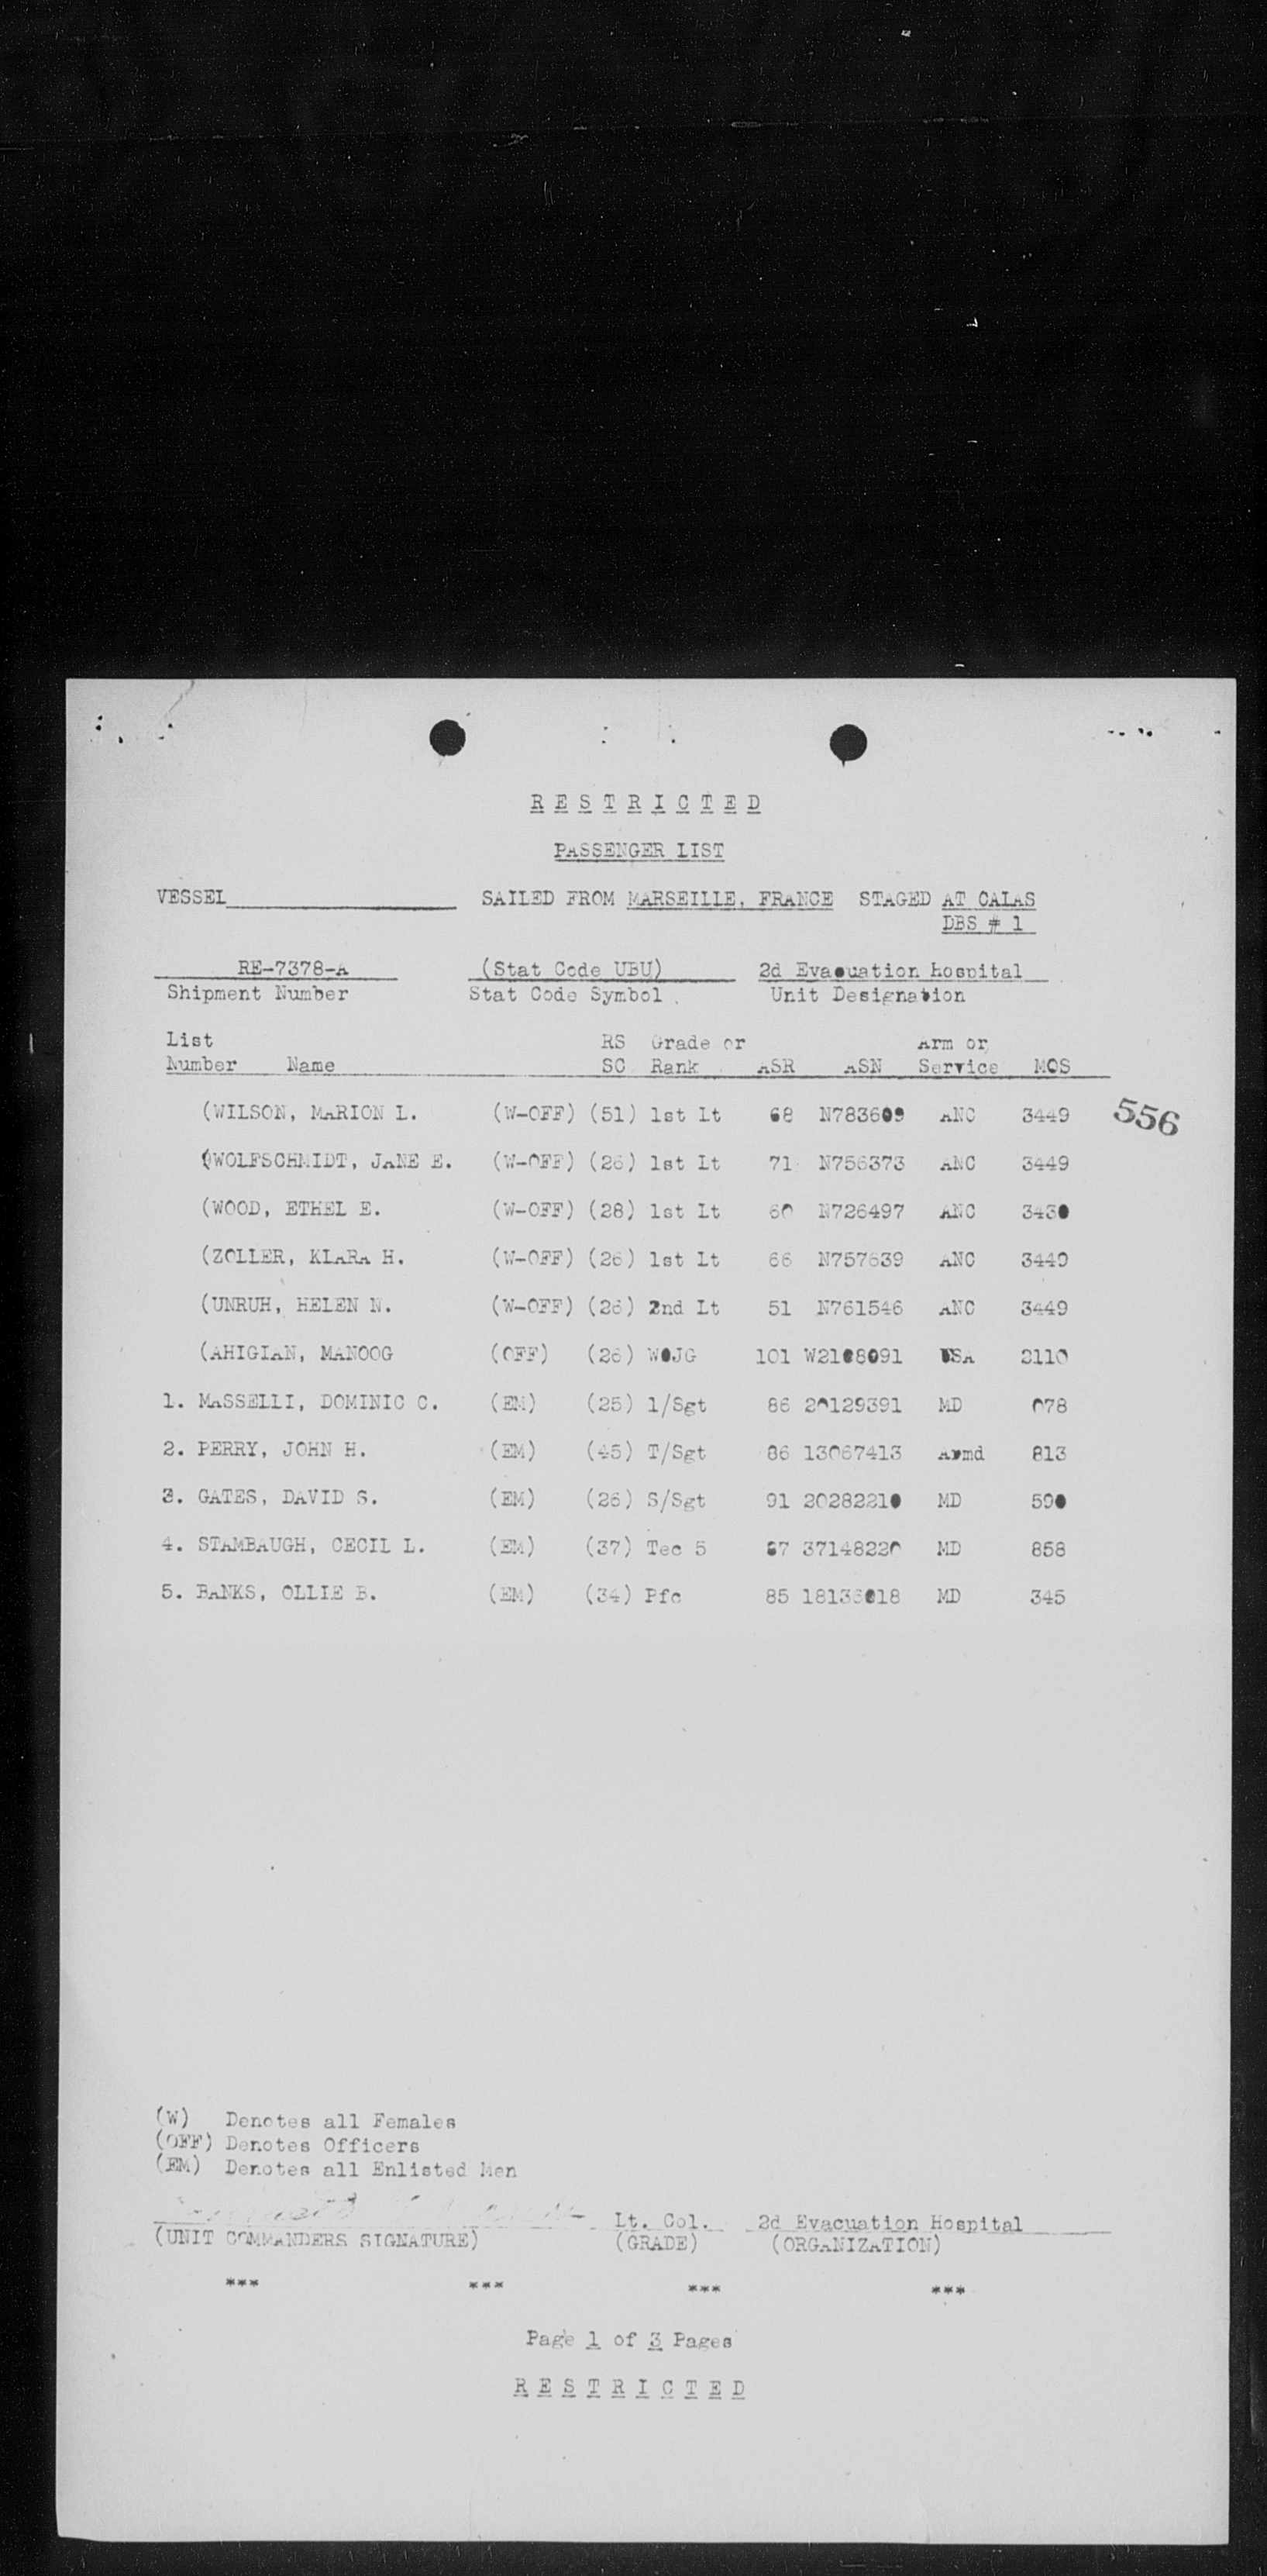 R E S T R I C T E D
PASSENGER LIST
VESSEL SAILED FROM MARSEILLE, FRANCE STAGED AT CALAS
DBS # 1
RE-7378-A (Stat Code UBU) 2d Evacuation Hospital
Shipment Number Stat Code Symbol Unit Designation
List RS Grade or Arm or
Number Name SC Rank ASR ASN Service MOS
(WILSON, MARION L. (W-OFF) (51) 1st Lt 68 N783609 ANC 3449 556
(WOLFSCHMIDT, JANE E. (W-OFF) (26) 1st Lt 71 N756373 ANC 3449
(WOOD, ETHEL E. (W-OFF) (28) 1st Lt 60 N726497 ANC 3430
(ZOLLER, KLARA H. (W-OFF) (26) 1st Lt 66 N757639 ANC 3449
(UNRUH, HELEN N. (W-OFF) (26) 2nd Lt 51 N761546 ANC 3449
(AHIGIAN, MANOOG (OFF) (26) WOJG 101 W2108091 USA 2110
1. MASSELLI, DOMINIC C. (EM) (25) 1/Sgt 86 20129391 MD 078
2. PERRY, JOHN H. (EM) (45) T/Sgt 86 13067413 Armd 813
3. GATES, DAVID S. (EM) (26) S/Sgt 91 20282210 MD 590
4. STAMBAUGH, CECIL L. (EM) (37) Tec 5 87 37148220 MD 858
5. BANKS, OLLIE B. (EM) (34) Pfc 85 18136018 MD 345
(W) Denotes all Females
(OFF) Denotes Officers
(EM) Denotes all Enlisted Men
Lt. Col. 2d Evacuation Hospital
(UNIT COMMANDERS SIGNATURE) (GRADE) (ORGANIZATION)
*** *** *** ***
Page 1 of 3 Pages
R E S T R I C T E D